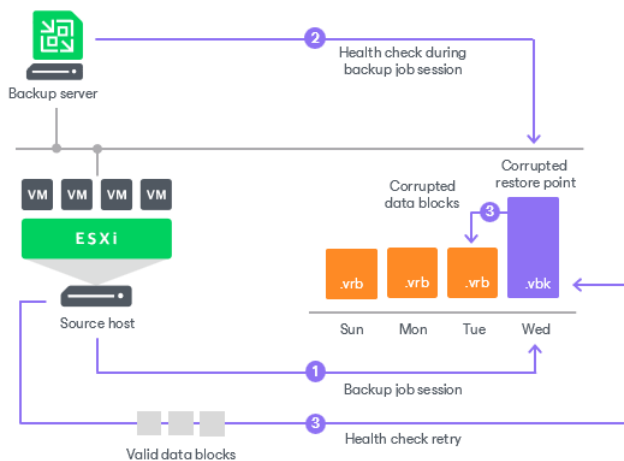 2
Health check during
backup job session
Backup server
Corrupted
restore point
Corrupted
data blocks
VM VM VM VM
3
ESXi
.vrb .vrb .vrb .vbk
Source host
Sun Mon Tue Wed
1
Backup job session
3
Health check retry
Valid data blocks